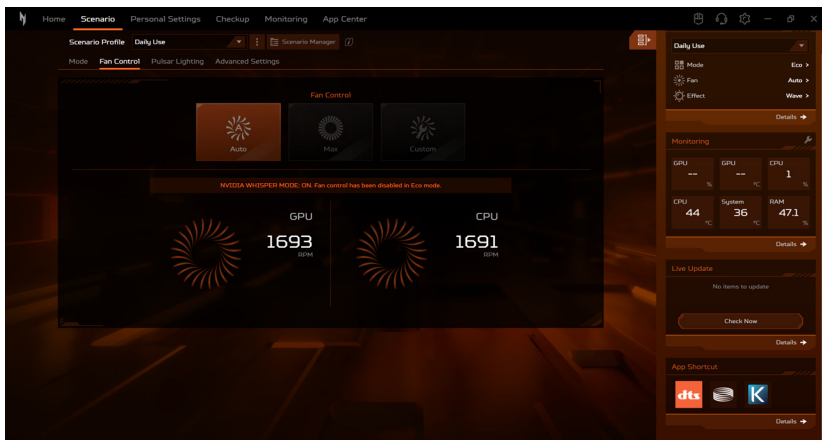 Home Scenario Personal Settings Checkup Monitoring App Center
Scenario Profile Daily Use Scenario Manager
Mode Fan Control Pulsar Lighting Advanced Settings
Fan Control
Auto Max Custom
NVIDIA WHISPER MODE: ON. Fan control has been disabled in Eco mode.
GPU
1693
RPM
CPU
1691
RPM
Daily Use
Mode Eco >
Fan Auto >
Effect Wave >
Details →
Monitoring
GPU GPU CPU
-- -- 1
% °C %
CPU System RAM
44 36 47.1
°C °C %
Details →
Live Update
No items to update
Check Now
Details →
App Shortcut
dts K
Details →